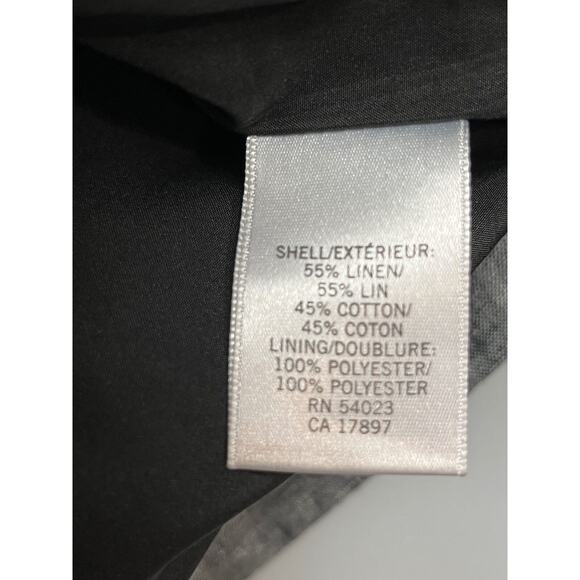 SHELL/EXTÉRIEUR:
55% LINEN/
55% LIN
45% COTTON/
45% COTON
LINING/DOUBLURE:
100% POLYESTER/
100% POLYESTER
RN 54023
CA 17897